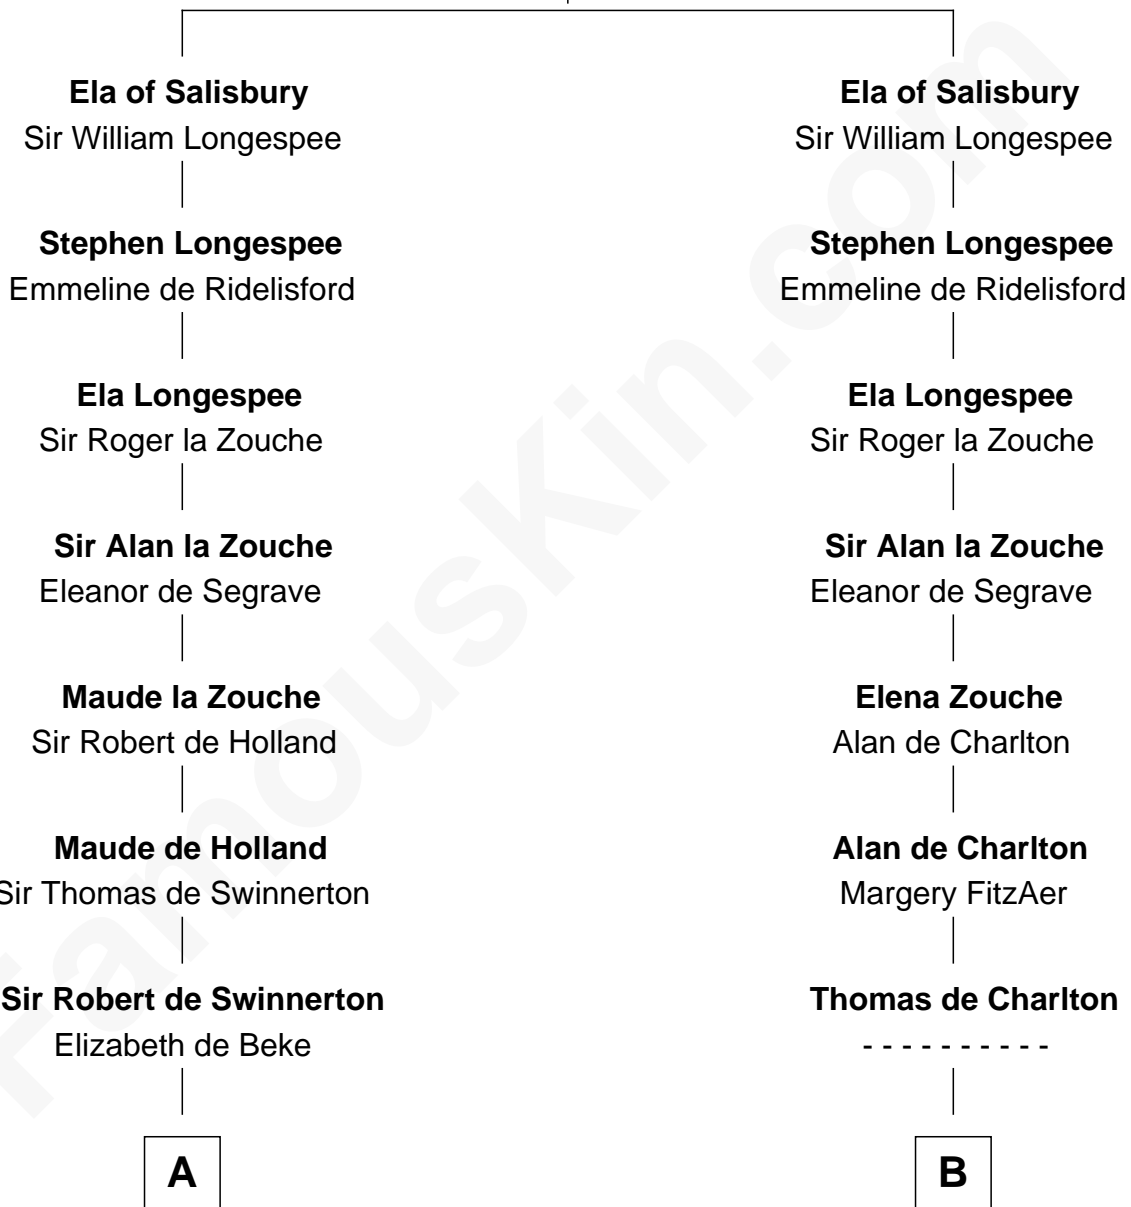 Ela of Salisbury
Sir William Longespee
Stephen Longespee
Emmeline de Ridelisford
Ela Longespee
Sir Roger la Zouche
Sir Alan la Zouche
Eleanor de Segrave
Maude la Zouche
Sir Robert de Holland
Maude de Holland
Sir Thomas de Swinnerton
Sir Robert de Swinnerton
Elizabeth de Beke
A
Ela of Salisbury
Sir William Longespee
Stephen Longespee
Emmeline de Ridelisford
Ela Longespee
Sir Roger la Zouche
Sir Alan la Zouche
Eleanor de Segrave
Elena Zouche
Alan de Charlton
Alan de Charlton
Margery FitzAer
Thomas de Charlton
- - - - - - - - - -
B
FamousKin.com